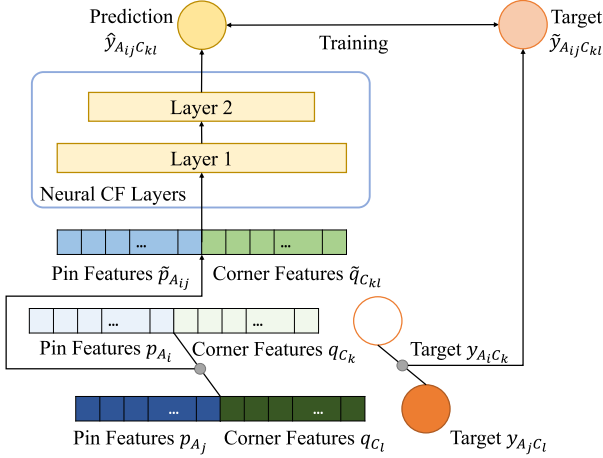 Prediction
ŷ_{A_{ij}C_{kl}}
Training
Target
ỹ_{A_{ij}C_{kl}}
Layer 2
Layer 1
Neural CF Layers
...
...
Pin Features p̃_{A_{ij}}
Corner Features q̃_{C_{kl}}
...
...
Pin Features p_{A_i}
Corner Features q_{C_k}
Target y_{A_iC_k}
...
...
Pin Features p_{A_j}
Corner Features q_{C_l}
Target y_{A_jC_l}